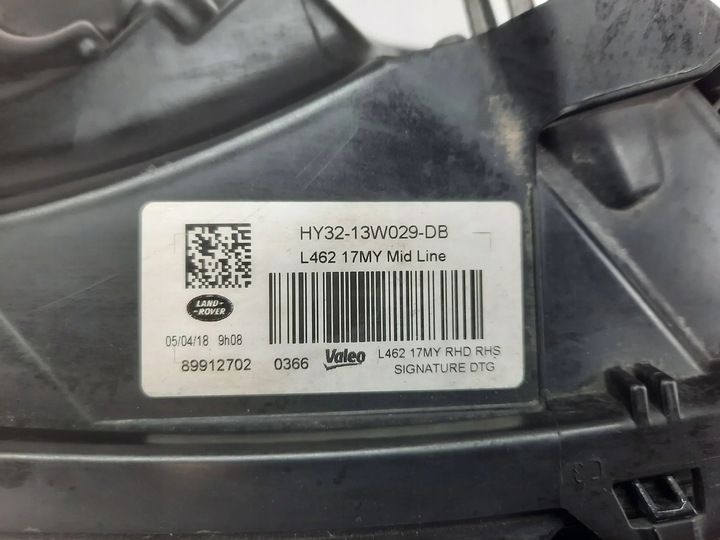 HY32-13W029-DB
L462 17MY Mid Line
LAND-
-ROVER
05/04/18 9h08
89912702 0366 Valeo
L462 17MY RHD RHS
SIGNATURE DTG